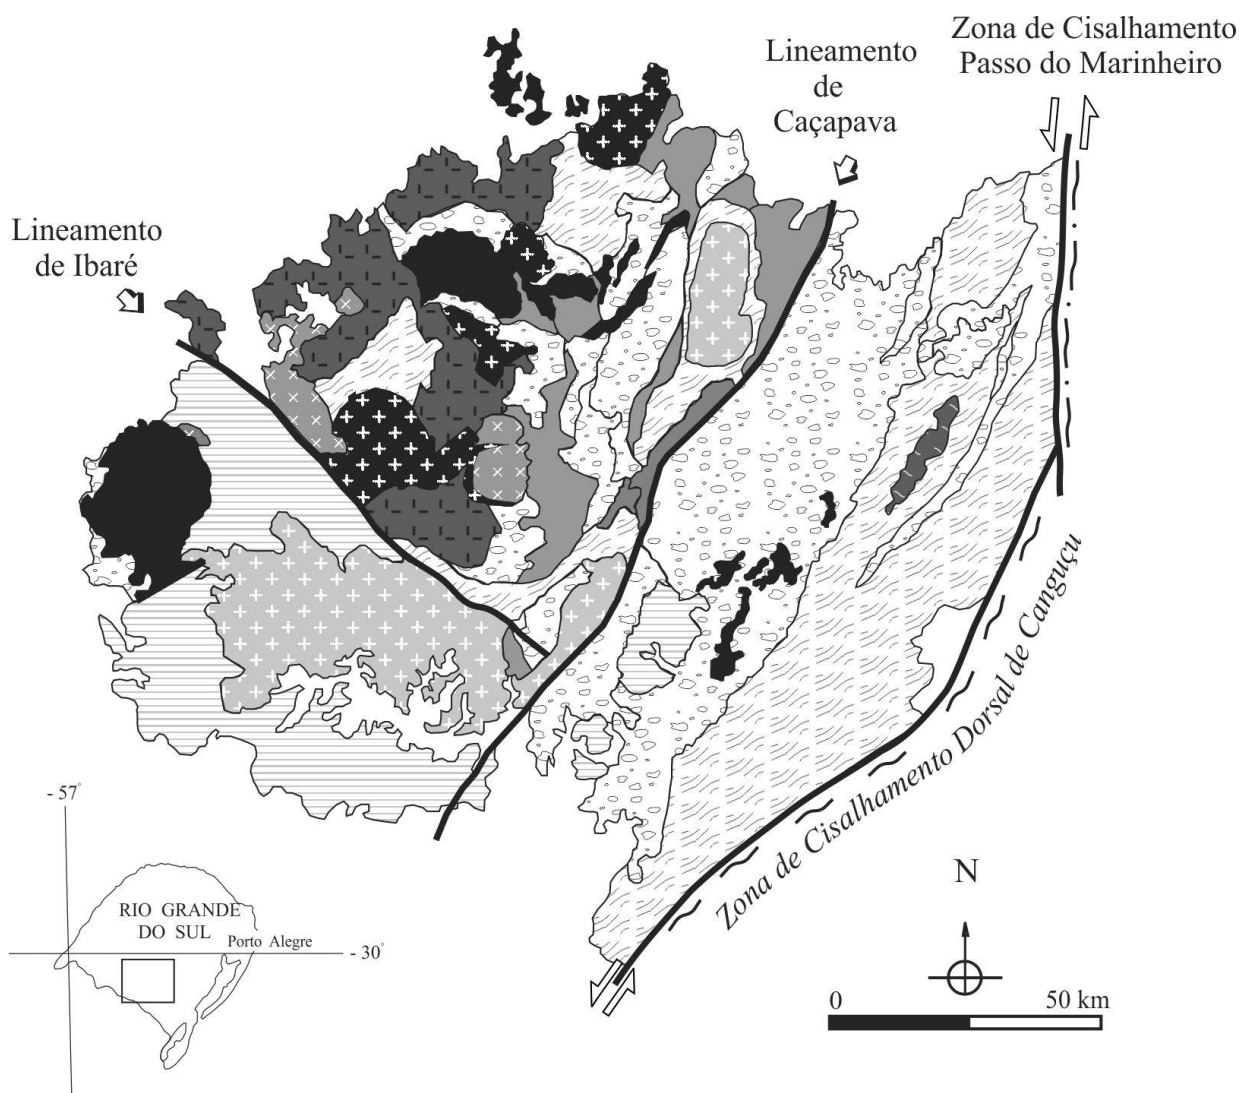 Zona de Cisalhamento
Passo do Marinheiro
Lineamento
de
Caçapava
Lineamento
de Ibaré
Zona de Cisalhamento Dorsal de Canguçu
- 57°
RIO GRANDE
DO SUL
Porto Alegre
- 30°
N
0 50 km